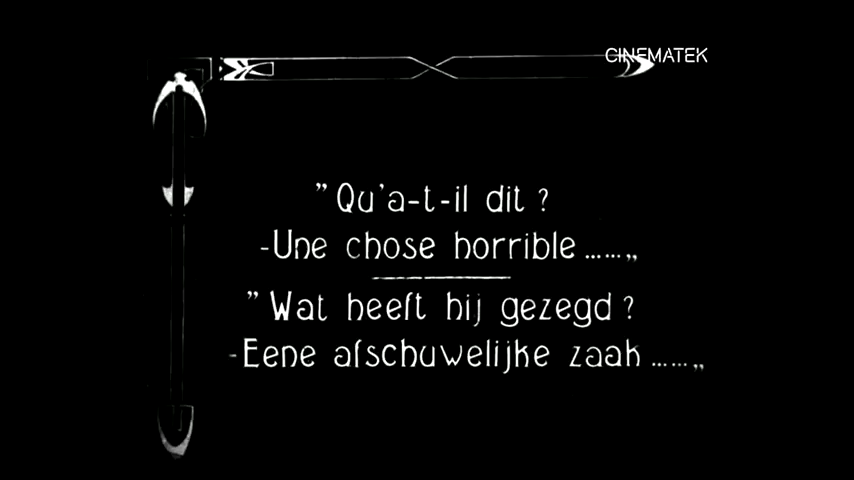 CINEMATEK
"Qu'a-t-il dit ?
-Une chose horrible ......„
"Wat heeft hij gezegd ?
-Eene afschuwelijke zaak ......„